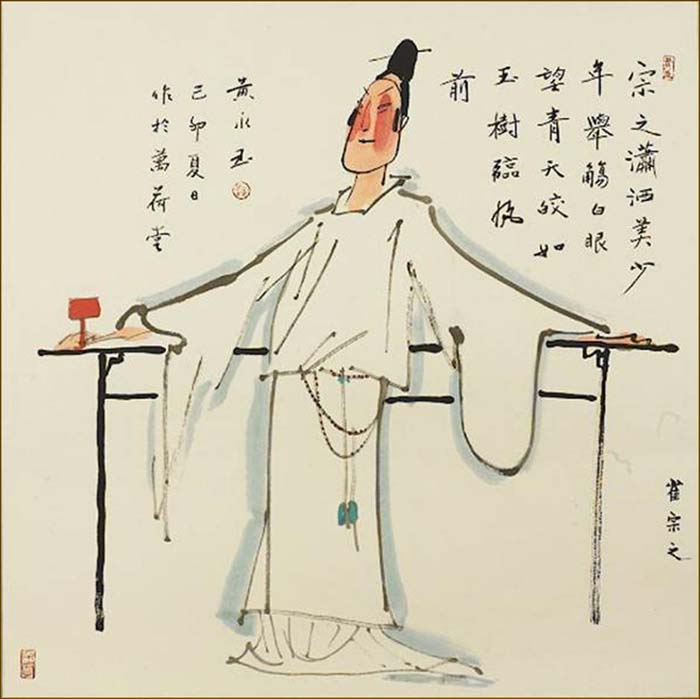 宗之瀟洒美少
年舉觴白眼
望青天皎如
玉樹臨風
前
黄永玉
己卯夏日
作於萬荷堂
崔宗之